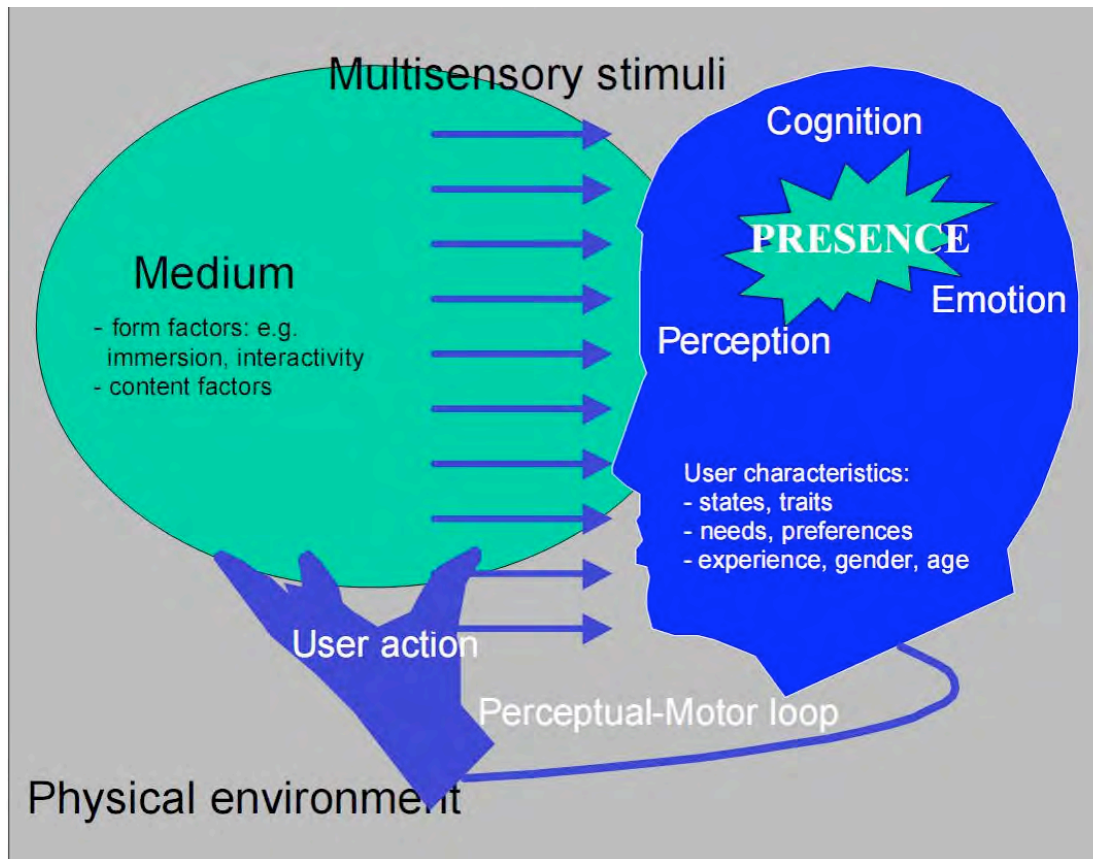 Multisensory stimuli
Cognition
PRESENCE
Emotion
Perception
Medium
- form factors: e.g.
immersion, interactivity
- content factors
User characteristics:
- states, traits
- needs, preferences
- experience, gender, age
User action
Perceptual-Motor loop
Physical environment